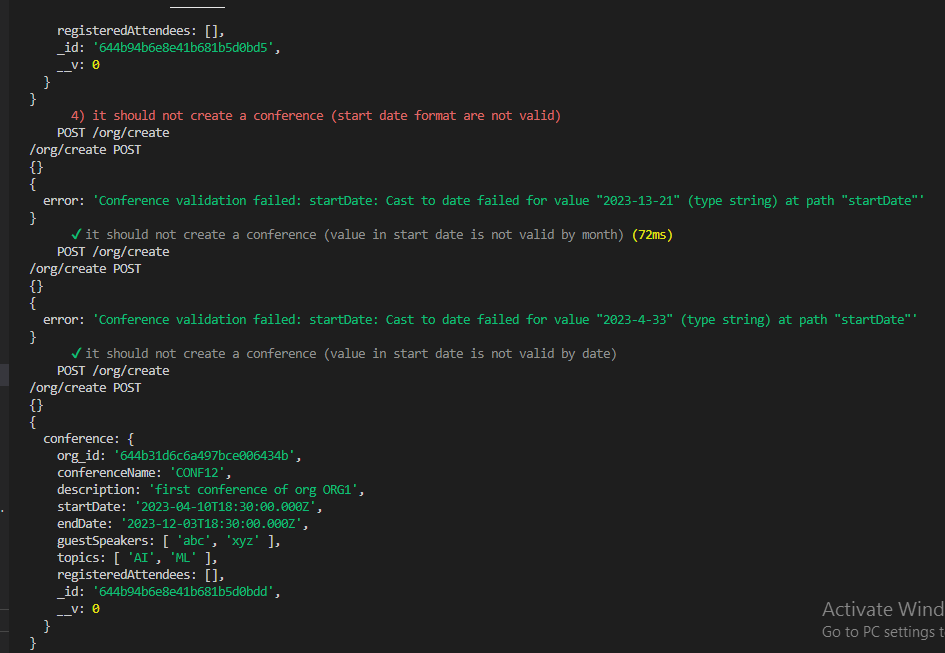 registeredAttendees: [],
_id: '644b94b6e8e41b681b5d0bd5',
__v: 0
}
}
4) it should not create a conference (start date format are not valid)
POST /org/create
/org/create POST
{}
{
error: 'Conference validation failed: startDate: Cast to date failed for value "2023-13-21" (type string) at path "startDate"'
}
✓ it should not create a conference (value in start date is not valid by month) (72ms)
POST /org/create
/org/create POST
{}
{
error: 'Conference validation failed: startDate: Cast to date failed for value "2023-4-33" (type string) at path "startDate"'
}
✓ it should not create a conference (value in start date is not valid by date)
POST /org/create
/org/create POST
{}
{
conference: {
org_id: '644b31d6c6a497bce006434b',
conferenceName: 'CONF12',
description: 'first conference of org ORG1',
startDate: '2023-04-10T18:30:00.000Z',
endDate: '2023-12-03T18:30:00.000Z',
guestSpeakers: [ 'abc', 'xyz' ],
topics: [ 'AI', 'ML' ],
registeredAttendees: [],
_id: '644b94b6e8e41b681b5d0bdd',
__v: 0
}
}
Activate Wind
Go to PC settings t